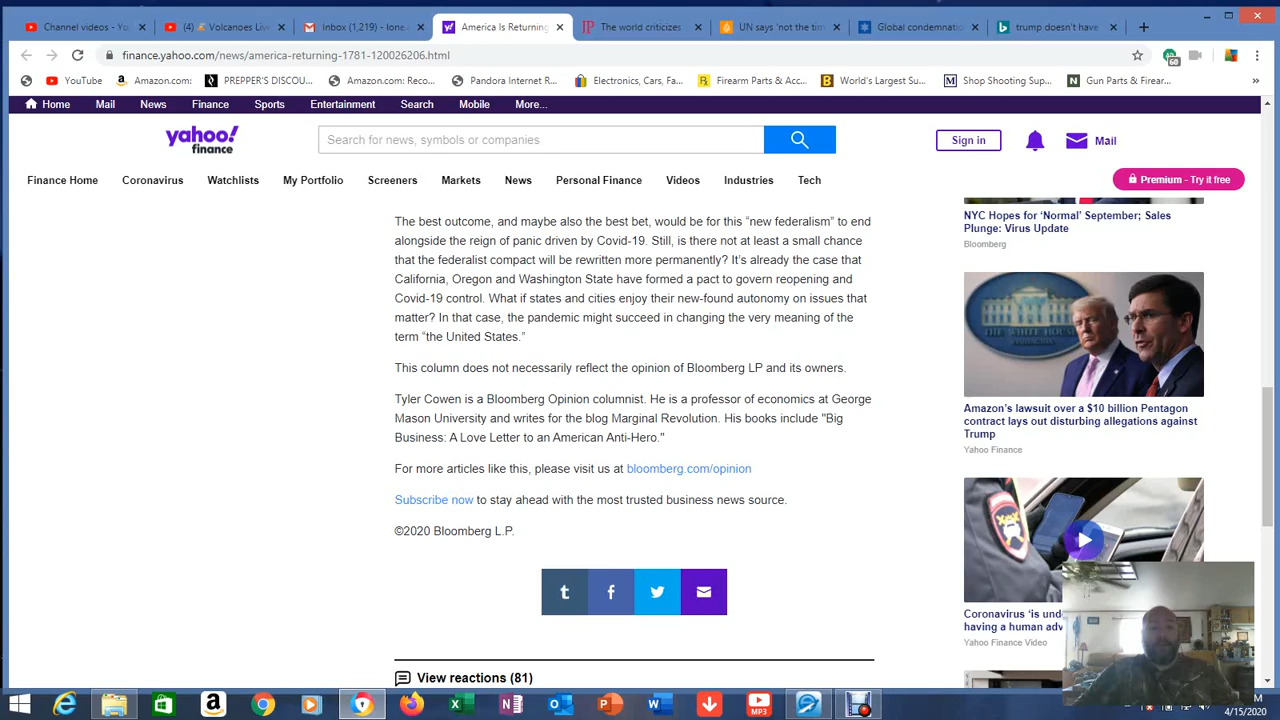 Channel videos - You
(4) Volcanoes Liv
Inbox (1,219) - lone.
America Is Returning
The world criticizes
UN says 'not the tim
Global condemnation
trump doesn't have
finance.yahoo.com/news/america-returning-1781-120026206.html
60
YouTube
Amazon.com:
PREPPER'S DISCOU...
Amazon.com: Reco...
Pandora Internet R...
Electronics, Cars, Fa...
Firearm Parts & Acc...
World's Largest Su...
Shop Shooting Sup...
Gun Parts & Firear...
»
Home Mail News Finance Sports Entertainment Search Mobile More...
yahoo!
finance
Search for news, symbols or companies
Sign in
Mail
Finance Home Coronavirus Watchlists My Portfolio Screeners Markets News Personal Finance Videos Industries Tech
Premium - Try it free
The best outcome, and maybe also the best bet, would be for this “new federalism” to end
alongside the reign of panic driven by Covid-19. Still, is there not at least a small chance
that the federalist compact will be rewritten more permanently? It’s already the case that
California, Oregon and Washington State have formed a pact to govern reopening and
Covid-19 control. What if states and cities enjoy their new-found autonomy on issues that
matter? In that case, the pandemic might succeed in changing the very meaning of the
term “the United States.”
This column does not necessarily reflect the opinion of Bloomberg LP and its owners.
Tyler Cowen is a Bloomberg Opinion columnist. He is a professor of economics at George
Mason University and writes for the blog Marginal Revolution. His books include "Big
Business: A Love Letter to an American Anti-Hero."
For more articles like this, please visit us at bloomberg.com/opinion
Subscribe now to stay ahead with the most trusted business news source.
©2020 Bloomberg L.P.
View reactions (81)
NYC Hopes for ‘Normal’ September; Sales
Plunge: Virus Update
Bloomberg
THE WHITE HOUSE
Amazon’s lawsuit over a $10 billion Pentagon
contract lays out disturbing allegations against
Trump
Yahoo Finance
Coronavirus ‘is und
having a human adv
Yahoo Finance Video
MP3
M
4/15/2020